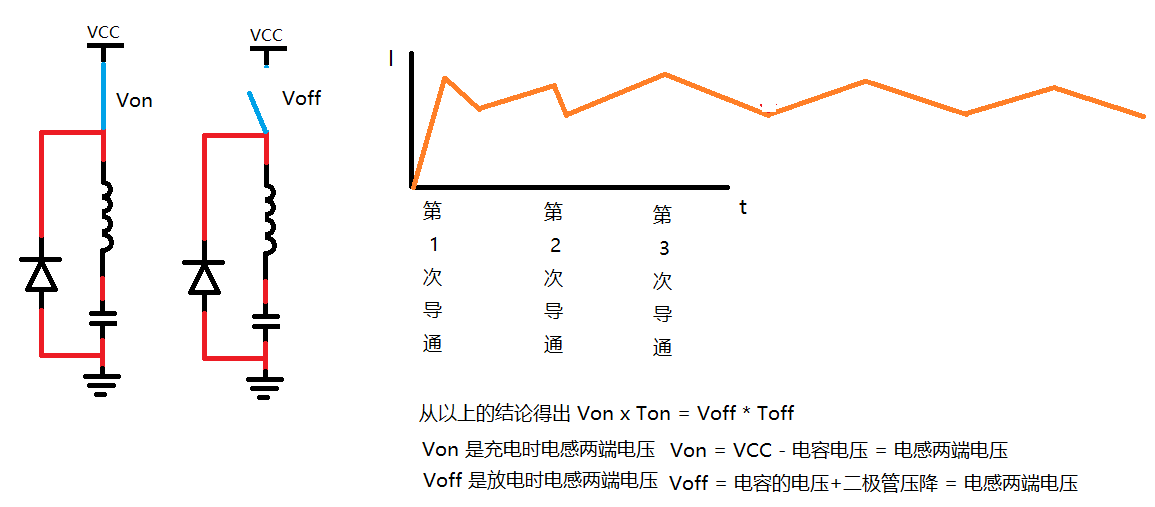 VCC
VCC
Von
Voff
I
t
第1次导通
第2次导通
第3次导通
从以上的结论得出 Von x Ton = Voff * Toff
Von 是充电时电感两端电压 Von = VCC - 电容电压 = 电感两端电压
Voff 是放电时电感两端电压 Voff = 电容的电压+二极管压降 = 电感两端电压